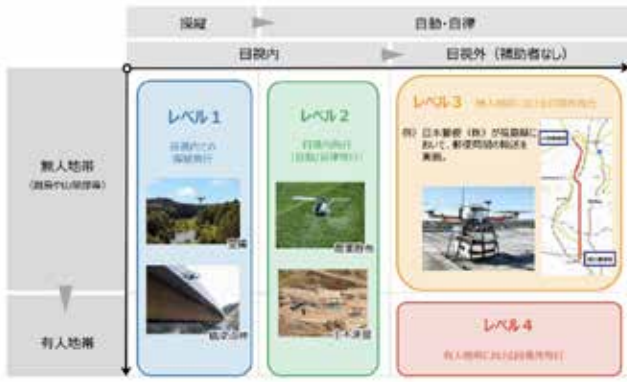 操縦
自動・自律
目視内
目視外（補助者なし）
無人地帯
（離島や山間部等）
有人地帯
レベル1
目視内での
操縦飛行
空撮
橋梁点検
レベル2
目視内飛行
（自動/自律飛行）
農薬散布
土木測量
レベル3 無人地帯における目視外飛行
例）日本郵便（株）が福島県に
おいて、郵便局間の輸送を
実施。
レベル4
有人地帯における目視外飛行